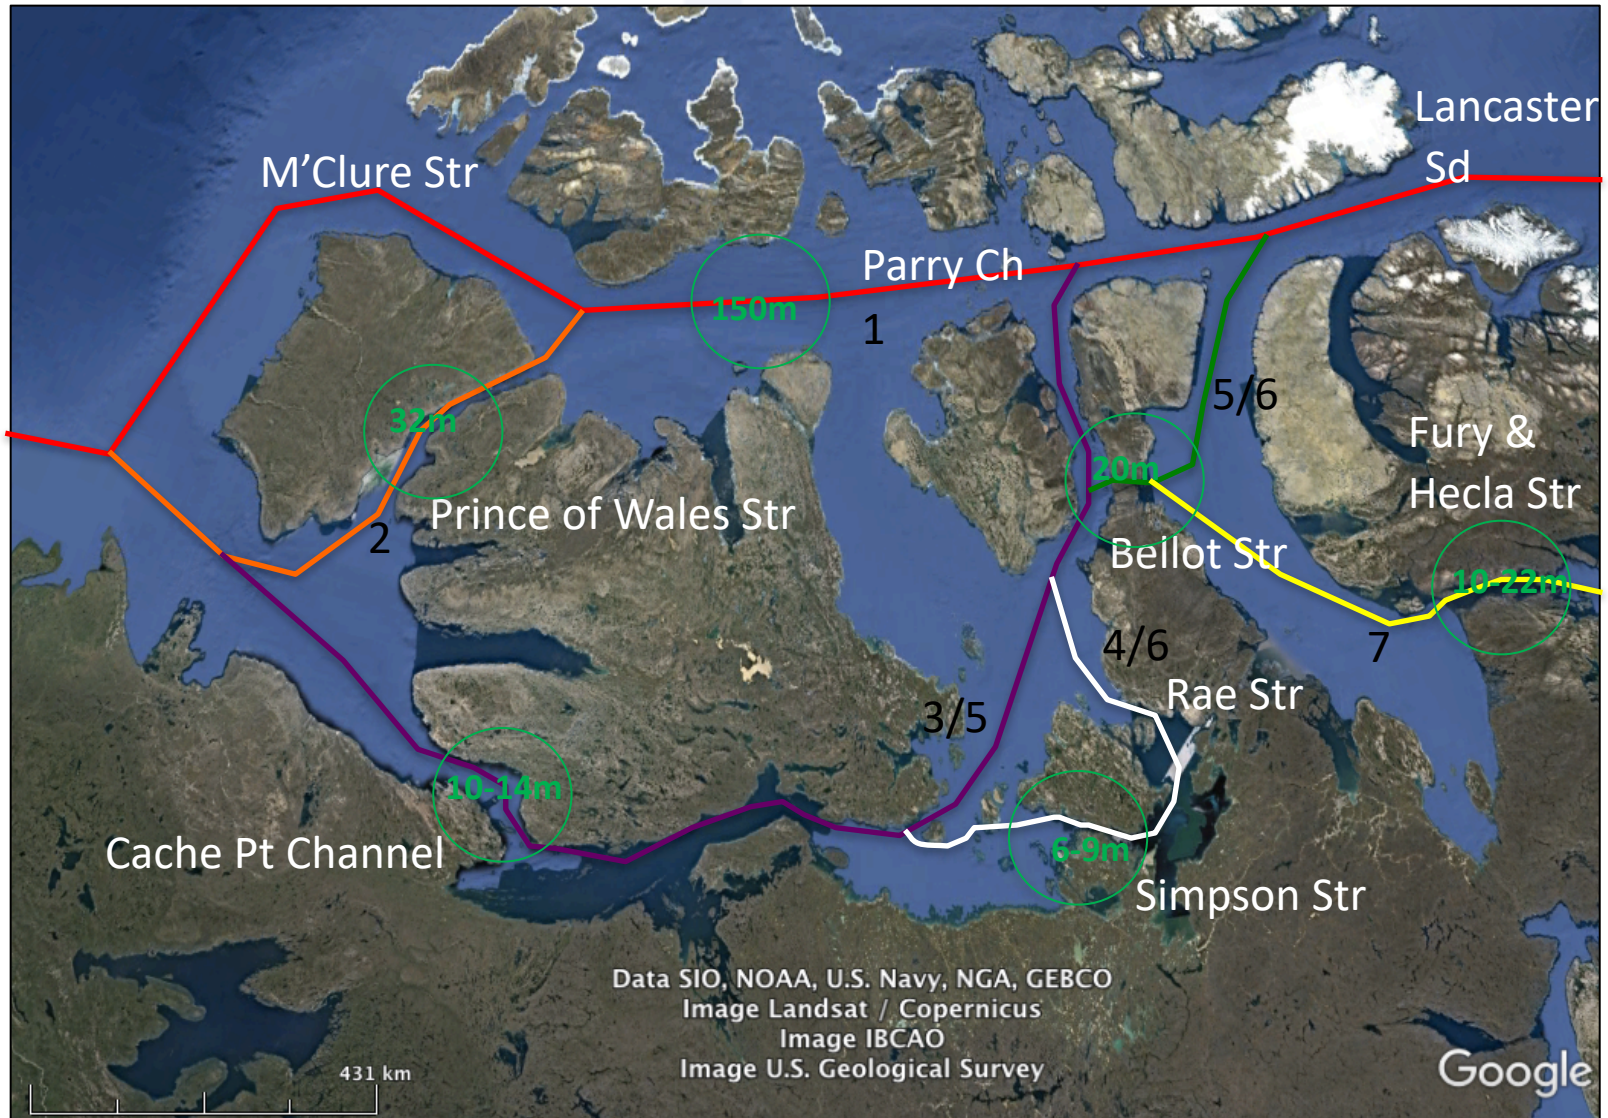 Lancaster
Sd
M'Clure Str
Parry Ch
150m
1
5/6
32m
20m
Fury &
Hecla Str
Prince of Wales Str
2
Bellot Str
10-22m
4/6
7
Rae Str
3/5
10-14m
Cache Pt Channel
6-9m
Simpson Str
Data SIO, NOAA, U.S. Navy, NGA, GEBCO
Image Landsat / Copernicus
Image IBCAO
Image U.S. Geological Survey
431 km
Google